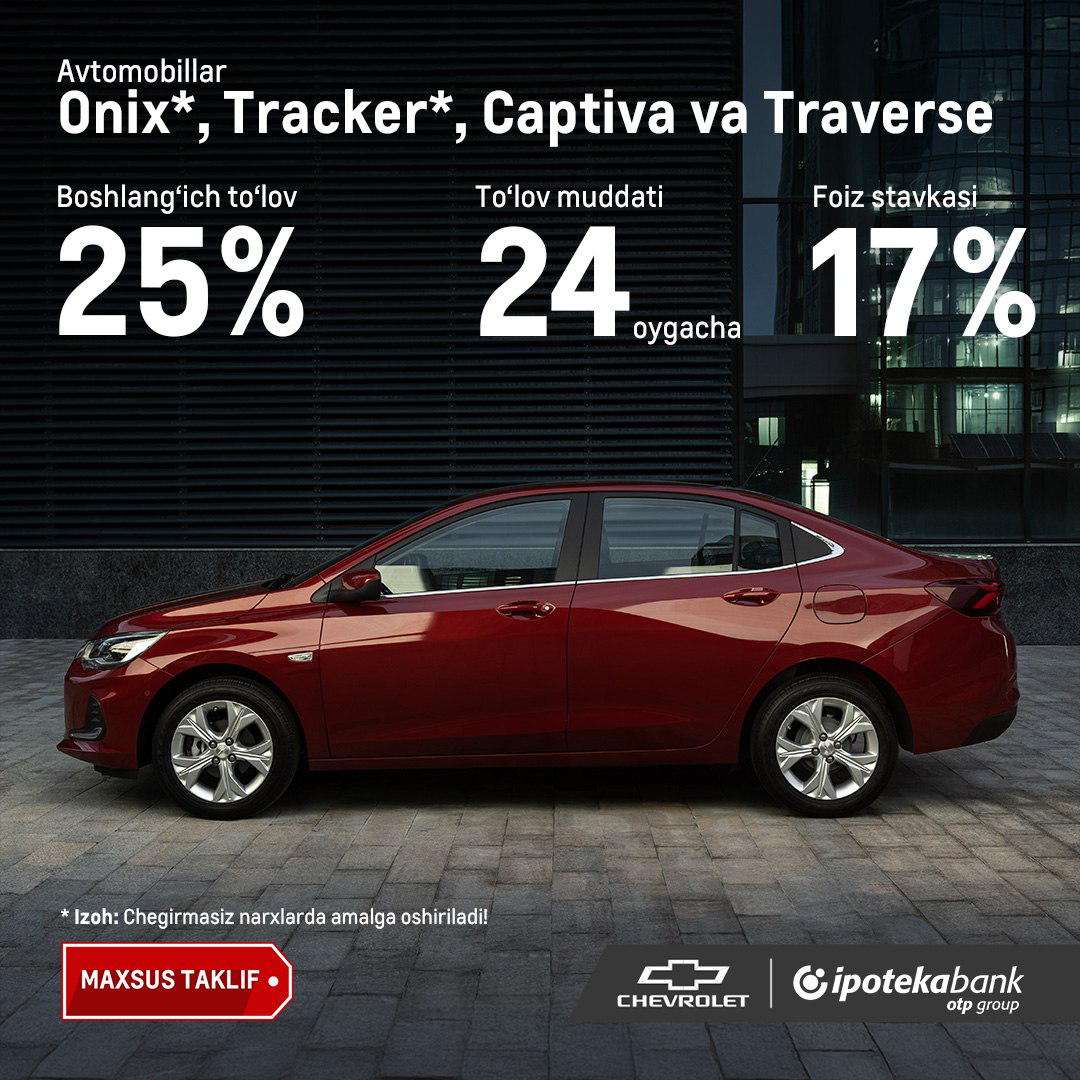 Avtomobillar
Onix*, Tracker*, Captiva va Traverse
Boshlang‘ich to‘lov
25%
To‘lov muddati
24 oygacha
Foiz stavkasi
17%
* Izoh: Chegirmasiz narxlarda amalga oshiriladi!
MAXSUS TAKLIF
CHEVROLET
ipotekabank
otp group